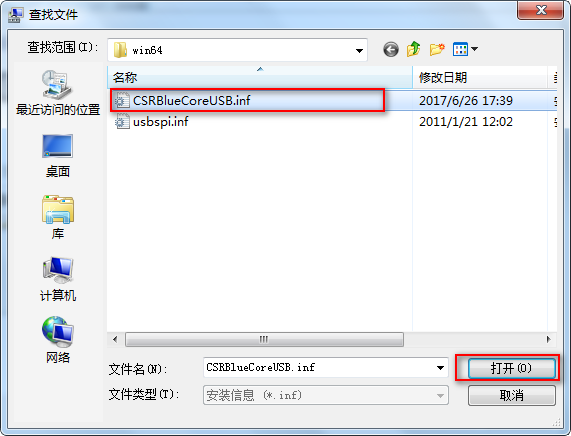 查找文件
查找范围(I):
win64
名称
修改日期
CSRBlueCoreUSB.inf
2017/6/26 17:39
usbspi.inf
2011/1/21 12:02
最近访问的位置
桌面
库
计算机
网络
文件名(N):
CSRBlueCoreUSB.inf
打开(O)
文件类型(T):
安装信息 (*.inf)
取消